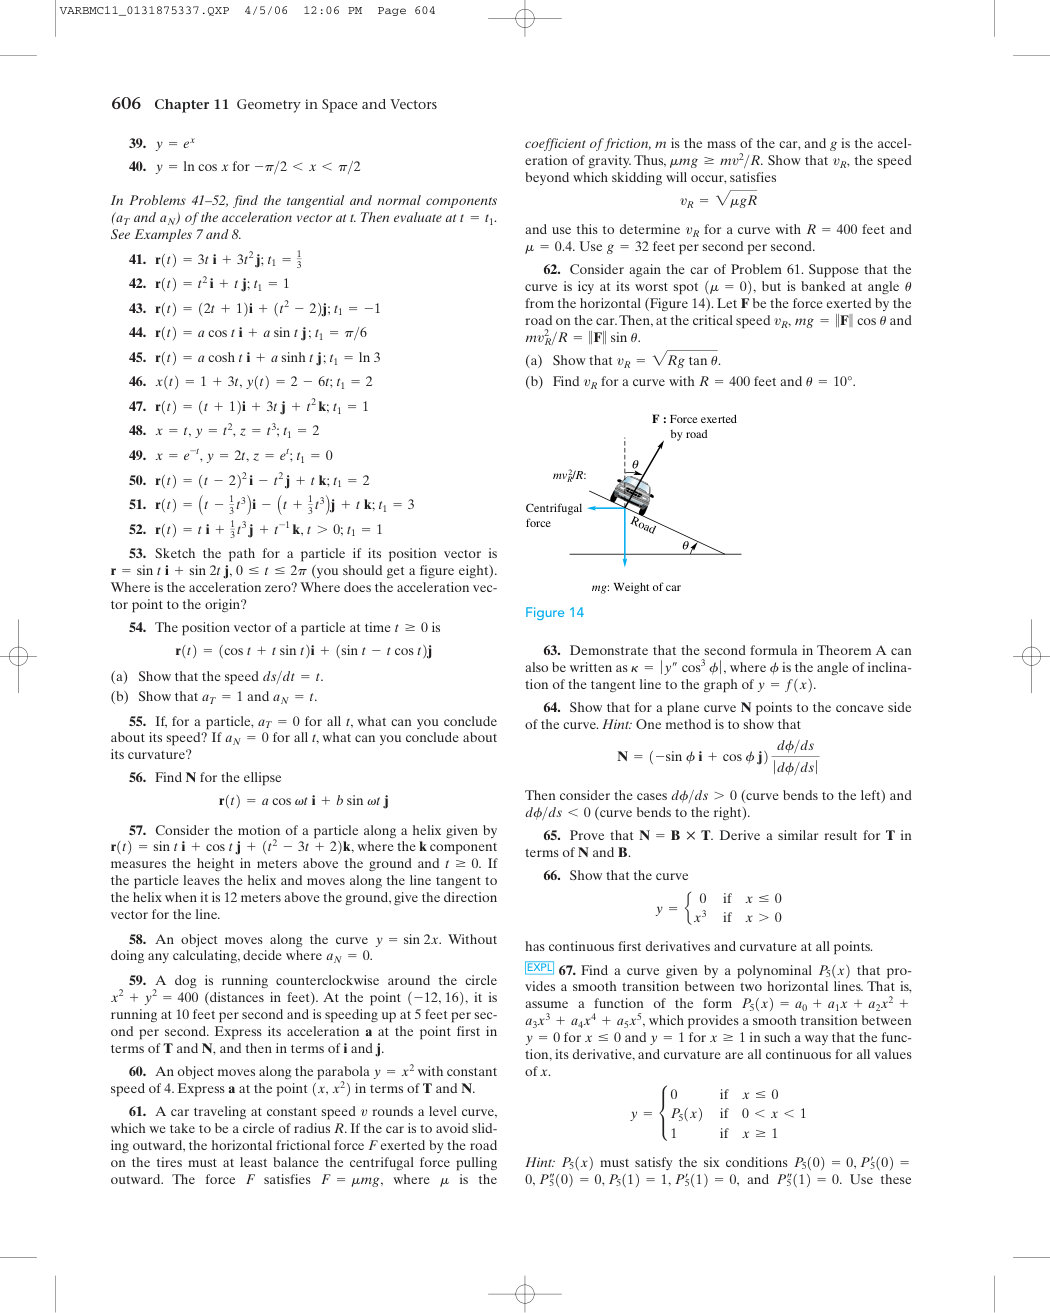 VARBMC11_0131875337.QXP 4/5/06 12:06 PM Page 604
606 Chapter 11 Geometry in Space and Vectors
39. y = eˣ
40. y = ln cos x for −π/2 < x < π/2
In Problems 41–52, find the tangential and normal components
(a_T and a_N) of the acceleration vector at t. Then evaluate at t = t₁.
See Examples 7 and 8.
41. r(t) = 3t i + 3t² j; t₁ = 1/3
42. r(t) = t² i + t j; t₁ = 1
43. r(t) = (2t + 1)i + (t² − 2)j; t₁ = −1
44. r(t) = a cos t i + a sin t j; t₁ = π/6
45. r(t) = a cosh t i + a sinh t j; t₁ = ln 3
46. x(t) = 1 + 3t, y(t) = 2 − 6t; t₁ = 2
47. r(t) = (t + 1)i + 3t j + t² k; t₁ = 1
48. x = t, y = t², z = t³; t₁ = 2
49. x = e⁻ᵗ, y = 2t, z = eᵗ; t₁ = 0
50. r(t) = (t − 2)² i − t² j + t k; t₁ = 2
51. r(t) = (t − 1/3 t³)i − (t + 1/3 t³)j + t k; t₁ = 3
52. r(t) = t i + 1/3 t³ j + t⁻¹ k, t > 0; t₁ = 1
53. Sketch the path for a particle if its position vector is
r = sin t i + sin 2t j, 0 ≤ t ≤ 2π (you should get a figure eight).
Where is the acceleration zero? Where does the acceleration vec-
tor point to the origin?
54. The position vector of a particle at time t ≥ 0 is
r(t) = (cos t + t sin t)i + (sin t − t cos t)j
(a) Show that the speed ds/dt = t.
(b) Show that a_T = 1 and a_N = t.
55. If, for a particle, a_T = 0 for all t, what can you conclude
about its speed? If a_N = 0 for all t, what can you conclude about
its curvature?
56. Find N for the ellipse
r(t) = a cos ωt i + b sin ωt j
57. Consider the motion of a particle along a helix given by
r(t) = sin t i + cos t j + (t² − 3t + 2)k, where the k component
measures the height in meters above the ground and t ≥ 0. If
the particle leaves the helix and moves along the line tangent to
the helix when it is 12 meters above the ground, give the direction
vector for the line.
58. An object moves along the curve y = sin 2x. Without
doing any calculating, decide where a_N = 0.
59. A dog is running counterclockwise around the circle
x² + y² = 400 (distances in feet). At the point (−12, 16), it is
running at 10 feet per second and is speeding up at 5 feet per sec-
ond per second. Express its acceleration a at the point first in
terms of T and N, and then in terms of i and j.
60. An object moves along the parabola y = x² with constant
speed of 4. Express a at the point (x, x²) in terms of T and N.
61. A car traveling at constant speed v rounds a level curve,
which we take to be a circle of radius R. If the car is to avoid slid-
ing outward, the horizontal frictional force F exerted by the road
on the tires must at least balance the centrifugal force pulling
outward. The force F satisfies F = μmg, where μ is the
coefficient of friction, m is the mass of the car, and g is the accel-
eration of gravity. Thus, μmg ≥ mv²/R. Show that v_R, the speed
beyond which skidding will occur, satisfies
v_R = √μgR
and use this to determine v_R for a curve with R = 400 feet and
μ = 0.4. Use g = 32 feet per second per second.
62. Consider again the car of Problem 61. Suppose that the
curve is icy at its worst spot (μ = 0), but is banked at angle θ
from the horizontal (Figure 14). Let F be the force exerted by the
road on the car. Then, at the critical speed v_R, mg = ‖F‖ cos θ and
mv_R²/R = ‖F‖ sin θ.
(a) Show that v_R = √Rg tan θ.
(b) Find v_R for a curve with R = 400 feet and θ = 10°.
F : Force exerted
by road
θ
mv_R²/R:
Centrifugal
force
Road
θ
mg: Weight of car
Figure 14
63. Demonstrate that the second formula in Theorem A can
also be written as κ = |y″ cos³ φ|, where φ is the angle of inclina-
tion of the tangent line to the graph of y = f(x).
64. Show that for a plane curve N points to the concave side
of the curve. Hint: One method is to show that
N = (−sin φ i + cos φ j) (dφ/ds)/|dφ/ds|
Then consider the cases dφ/ds > 0 (curve bends to the left) and
dφ/ds < 0 (curve bends to the right).
65. Prove that N = B × T. Derive a similar result for T in
terms of N and B.
66. Show that the curve
y = { 0 if x ≤ 0
x³ if x > 0
has continuous first derivatives and curvature at all points.
EXPL 67. Find a curve given by a polynominal P₅(x) that pro-
vides a smooth transition between two horizontal lines. That is,
assume a function of the form P₅(x) = a₀ + a₁x + a₂x² +
a₃x³ + a₄x⁴ + a₅x⁵, which provides a smooth transition between
y = 0 for x ≤ 0 and y = 1 for x ≥ 1 in such a way that the func-
tion, its derivative, and curvature are all continuous for all values
of x.
0 if x ≤ 0
y = { P₅(x) if 0 < x < 1
1 if x ≥ 1
Hint: P₅(x) must satisfy the six conditions P₅(0) = 0, P₅′(0) =
0, P₅″(0) = 0, P₅(1) = 1, P₅′(1) = 0, and P₅″(1) = 0. Use these